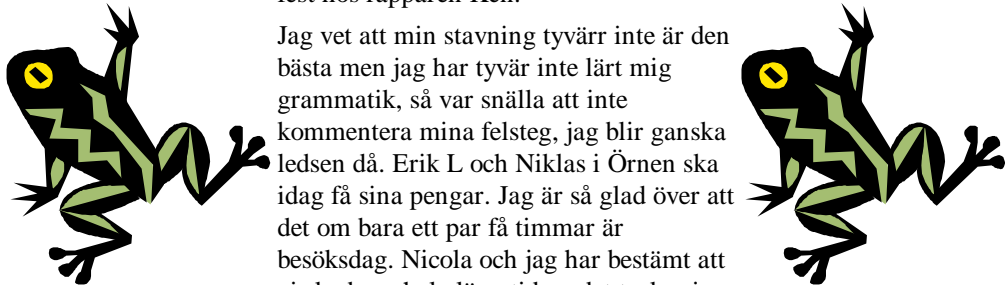 Jag vet att min stavning tyvärr inte är den
bästa men jag har tyvär inte lärt mig
grammatik, så var snälla att inte
kommentera mina felsteg, jag blir ganska
ledsen då. Erik L och Niklas i Örnen ska
idag få sina pengar. Jag är så glad över att
det om bara ett par få timmar är
besöksdag. Nicola och jag har bestämt att